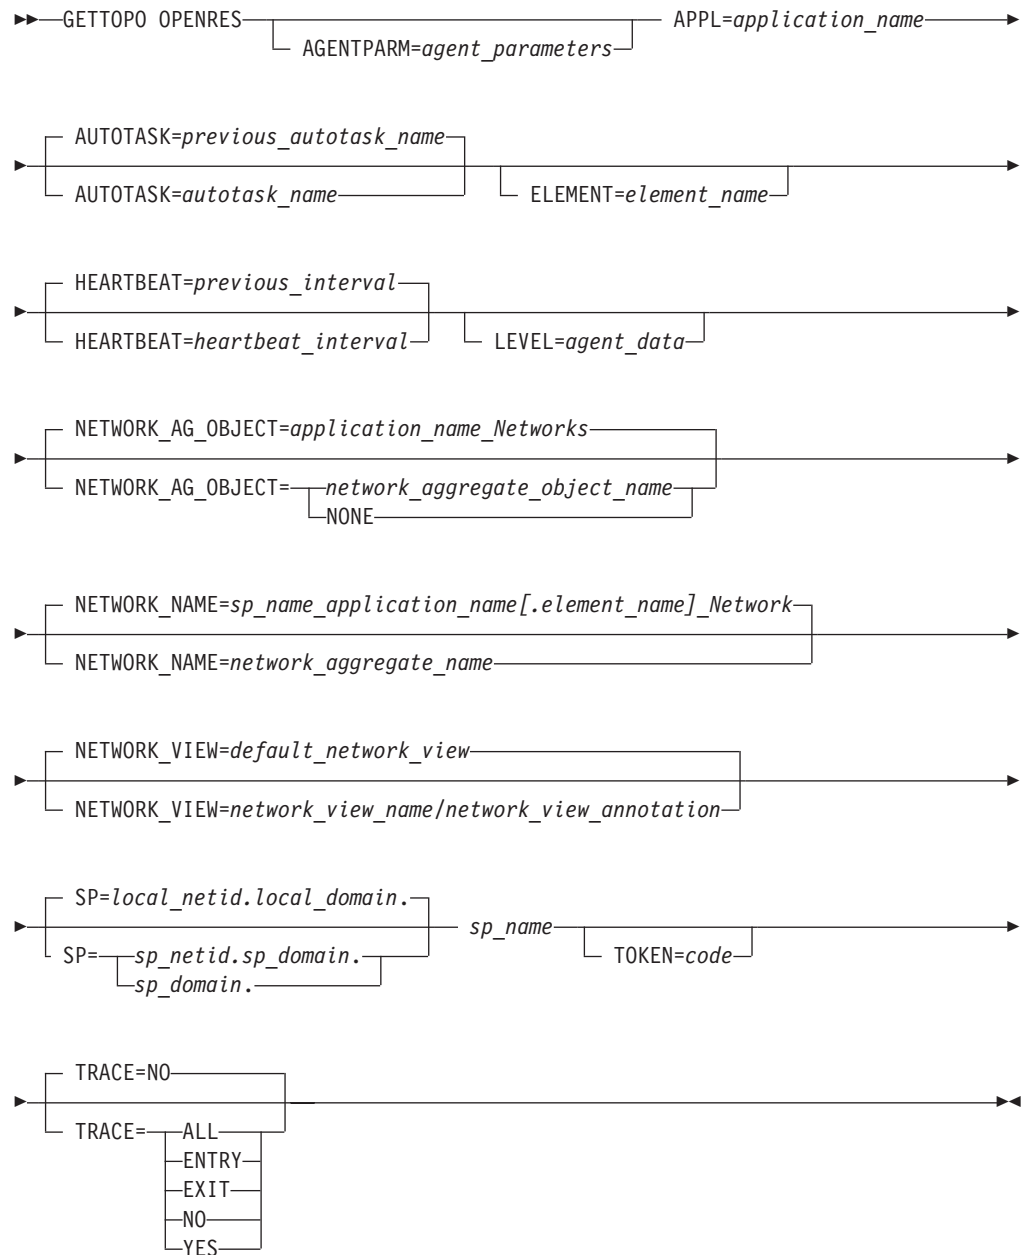 GETTOPO OPENRES APPL=application_name
AGENTPARM=agent_parameters
AUTOTASK=previous_autotask_name
AUTOTASK=autotask_name ELEMENT=element_name
HEARTBEAT=previous_interval
HEARTBEAT=heartbeat_interval LEVEL=agent_data
NETWORK_AG_OBJECT=application_name_Networks
NETWORK_AG_OBJECT= network_aggregate_object_name
NONE
NETWORK_NAME=sp_name_application_name[.element_name]_Network
NETWORK_NAME=network_aggregate_name
NETWORK_VIEW=default_network_view
NETWORK_VIEW=network_view_name/network_view_annotation
SP=local_netid.local_domain.
sp_name
SP= sp_netid.sp_domain. TOKEN=code
sp_domain.
TRACE=NO
TRACE= ALL
ENTRY
EXIT
NO
YES